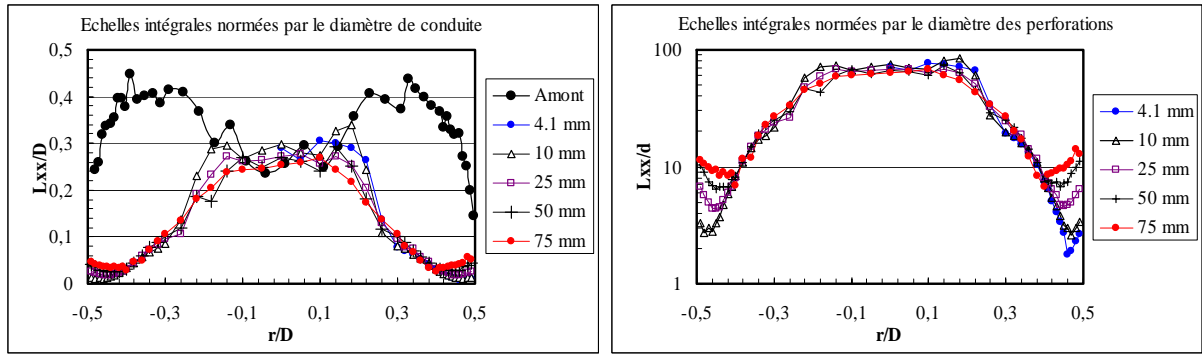 Echelles intégrales normées par le diamètre de conduite
0,5
0,4
0,3
0,2
0,1
0
Lxx/D
-0,5 -0,3 -0,1 0,1 0,3 0,5
r/D
Amont
4.1 mm
10 mm
25 mm
50 mm
75 mm
Echelles intégrales normées par le diamètre des perforations
100
10
1
Lxx/d
-0,5 -0,3 -0,1 0,1 0,3 0,5
r/D
4.1 mm
10 mm
25 mm
50 mm
75 mm